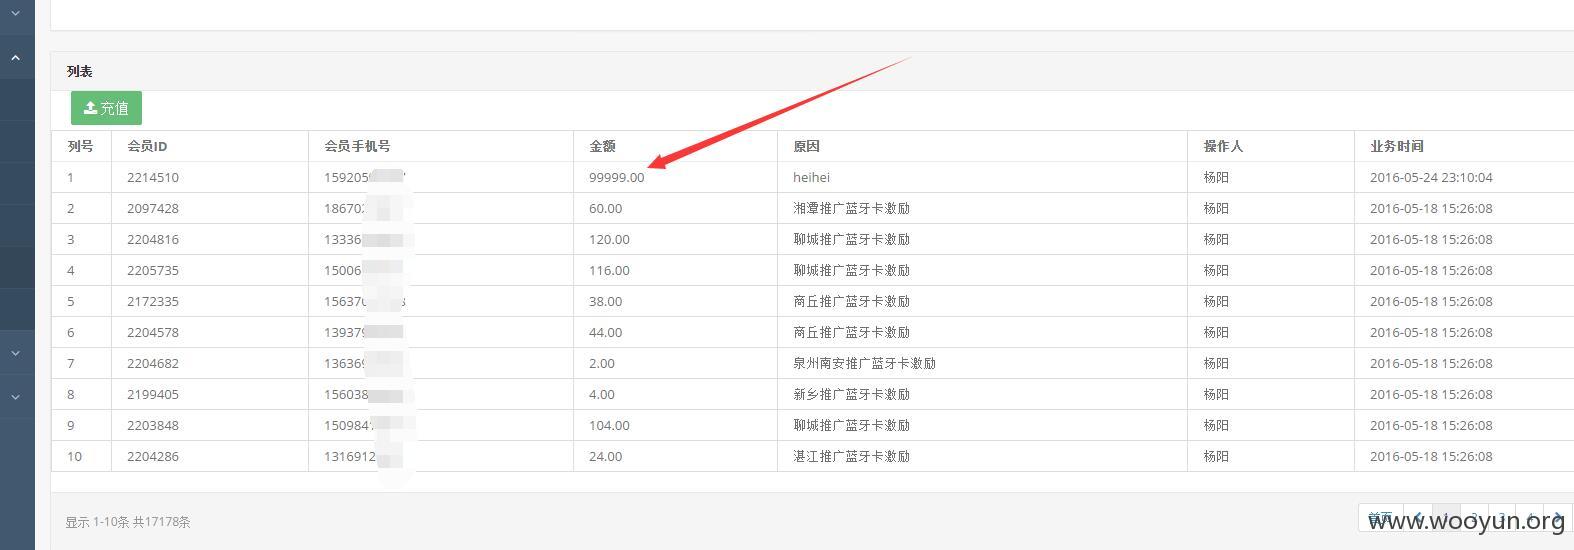 列表
充值
列号 会员ID 会员手机号 金额 原因 操作人 业务时间
1 2214510 159205 99999.00 heihei 杨阳 2016-05-24 23:10:04
2 2097428 18670 60.00 湘潭推广蓝牙卡激励 杨阳 2016-05-18 15:26:08
3 2204816 13336 120.00 聊城推广蓝牙卡激励 杨阳 2016-05-18 15:26:08
4 2205735 15006 116.00 聊城推广蓝牙卡激励 杨阳 2016-05-18 15:26:08
5 2172335 15637 38.00 商丘推广蓝牙卡激励 杨阳 2016-05-18 15:26:08
6 2204578 13937 44.00 商丘推广蓝牙卡激励 杨阳 2016-05-18 15:26:08
7 2204682 13636 2.00 泉州南安推广蓝牙卡激励 杨阳 2016-05-18 15:26:08
8 2199405 156038 4.00 新乡推广蓝牙卡激励 杨阳 2016-05-18 15:26:08
9 2203848 150984 104.00 聊城推广蓝牙卡激励 杨阳 2016-05-18 15:26:08
10 2204286 1316912 24.00 湛江推广蓝牙卡激励 杨阳 2016-05-18 15:26:08
显示 1-10条 共17178条
首页 1 2 3 4
www.wooyun.org